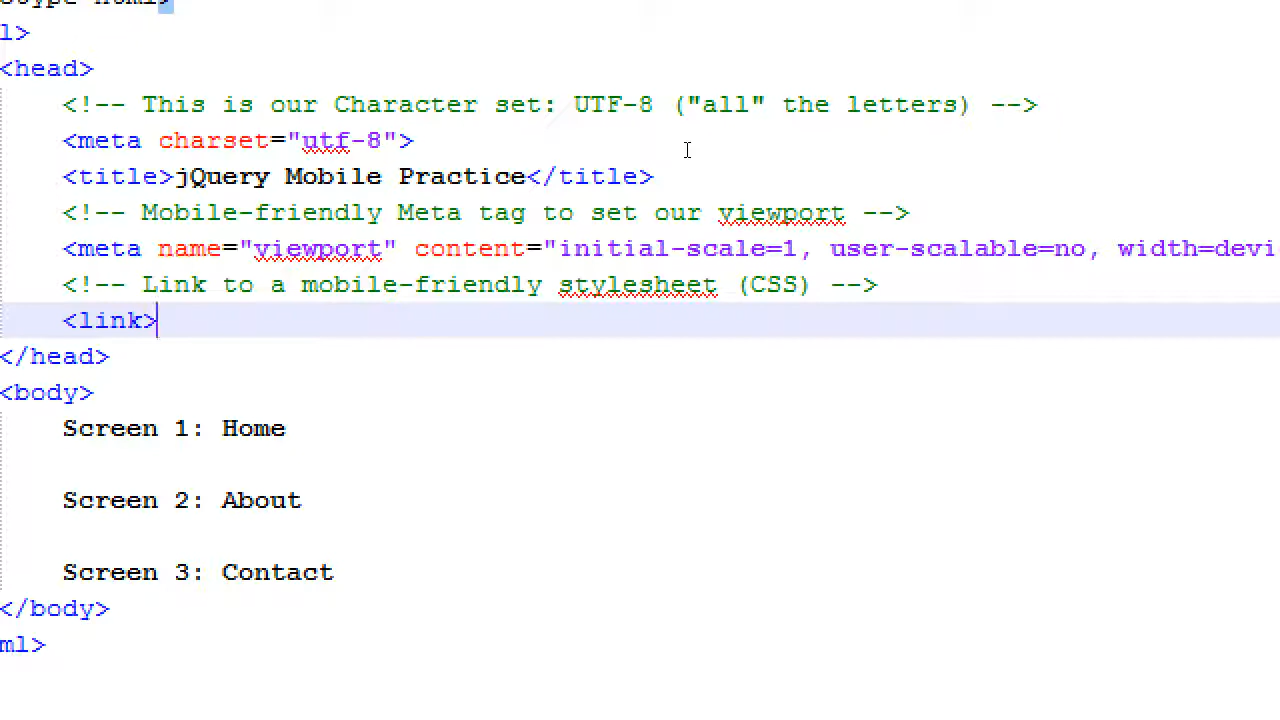 l>
<head>
<!-- This is our Character set: UTF-8 ("all" the letters) -->
<meta charset="utf-8">
<title>jQuery Mobile Practice</title>
<!-- Mobile-friendly Meta tag to set our viewport -->
<meta name="viewport" content="initial-scale=1, user-scalable=no, width=devi
<!-- Link to a mobile-friendly stylesheet (CSS) -->
<link>
</head>
<body>
Screen 1: Home
Screen 2: About
Screen 3: Contact
</body>
ml>